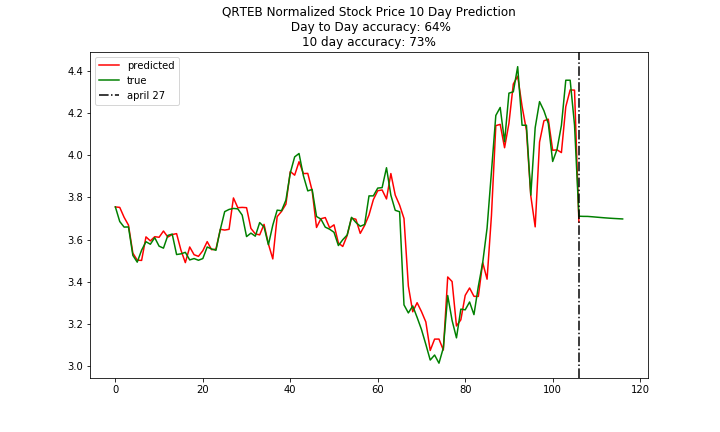 QRTEB Normalized Stock Price 10 Day Prediction
Day to Day accuracy: 64%
10 day accuracy: 73%
predicted
true
april 27
4.4
4.2
4.0
3.8
3.6
3.4
3.2
3.0
0 20 40 60 80 100 120